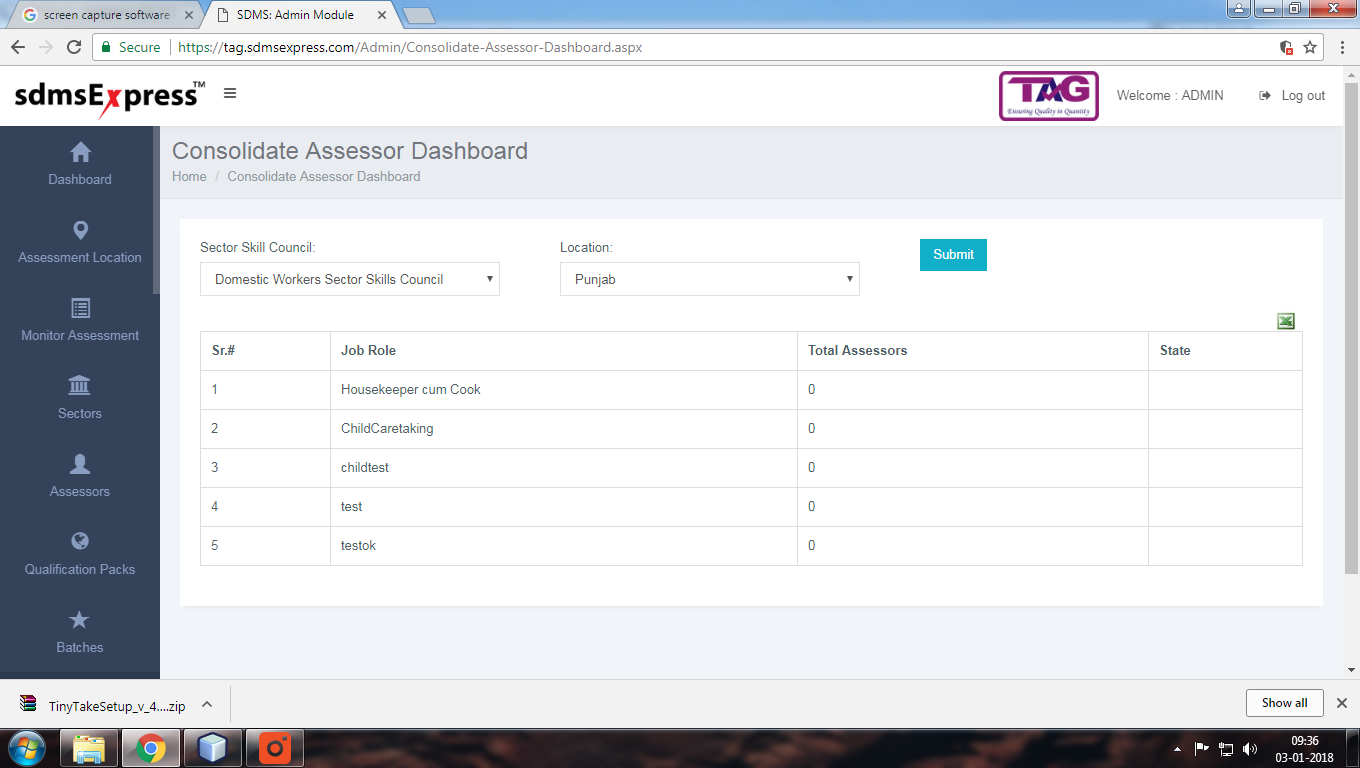 screen capture software
SDMS: Admin Module
Secure
https://tag.sdmsexpress.com/Admin/Consolidate-Assessor-Dashboard.aspx
sdmsExpress™
TAG
Ensuring Quality in Quantity
Welcome : ADMIN
Log out
Dashboard
Assessment Location
Monitor Assessment
Sectors
Assessors
Qualification Packs
Batches
Consolidate Assessor Dashboard
Home / Consolidate Assessor Dashboard
Sector Skill Council:
Domestic Workers Sector Skills Council
Location:
Punjab
Submit
Sr.# Job Role Total Assessors State
1 Housekeeper cum Cook 0
2 ChildCaretaking 0
3 childtest 0
4 test 0
5 testok 0
TinyTakeSetup_v_4....zip
Show all
09:36
03-01-2018